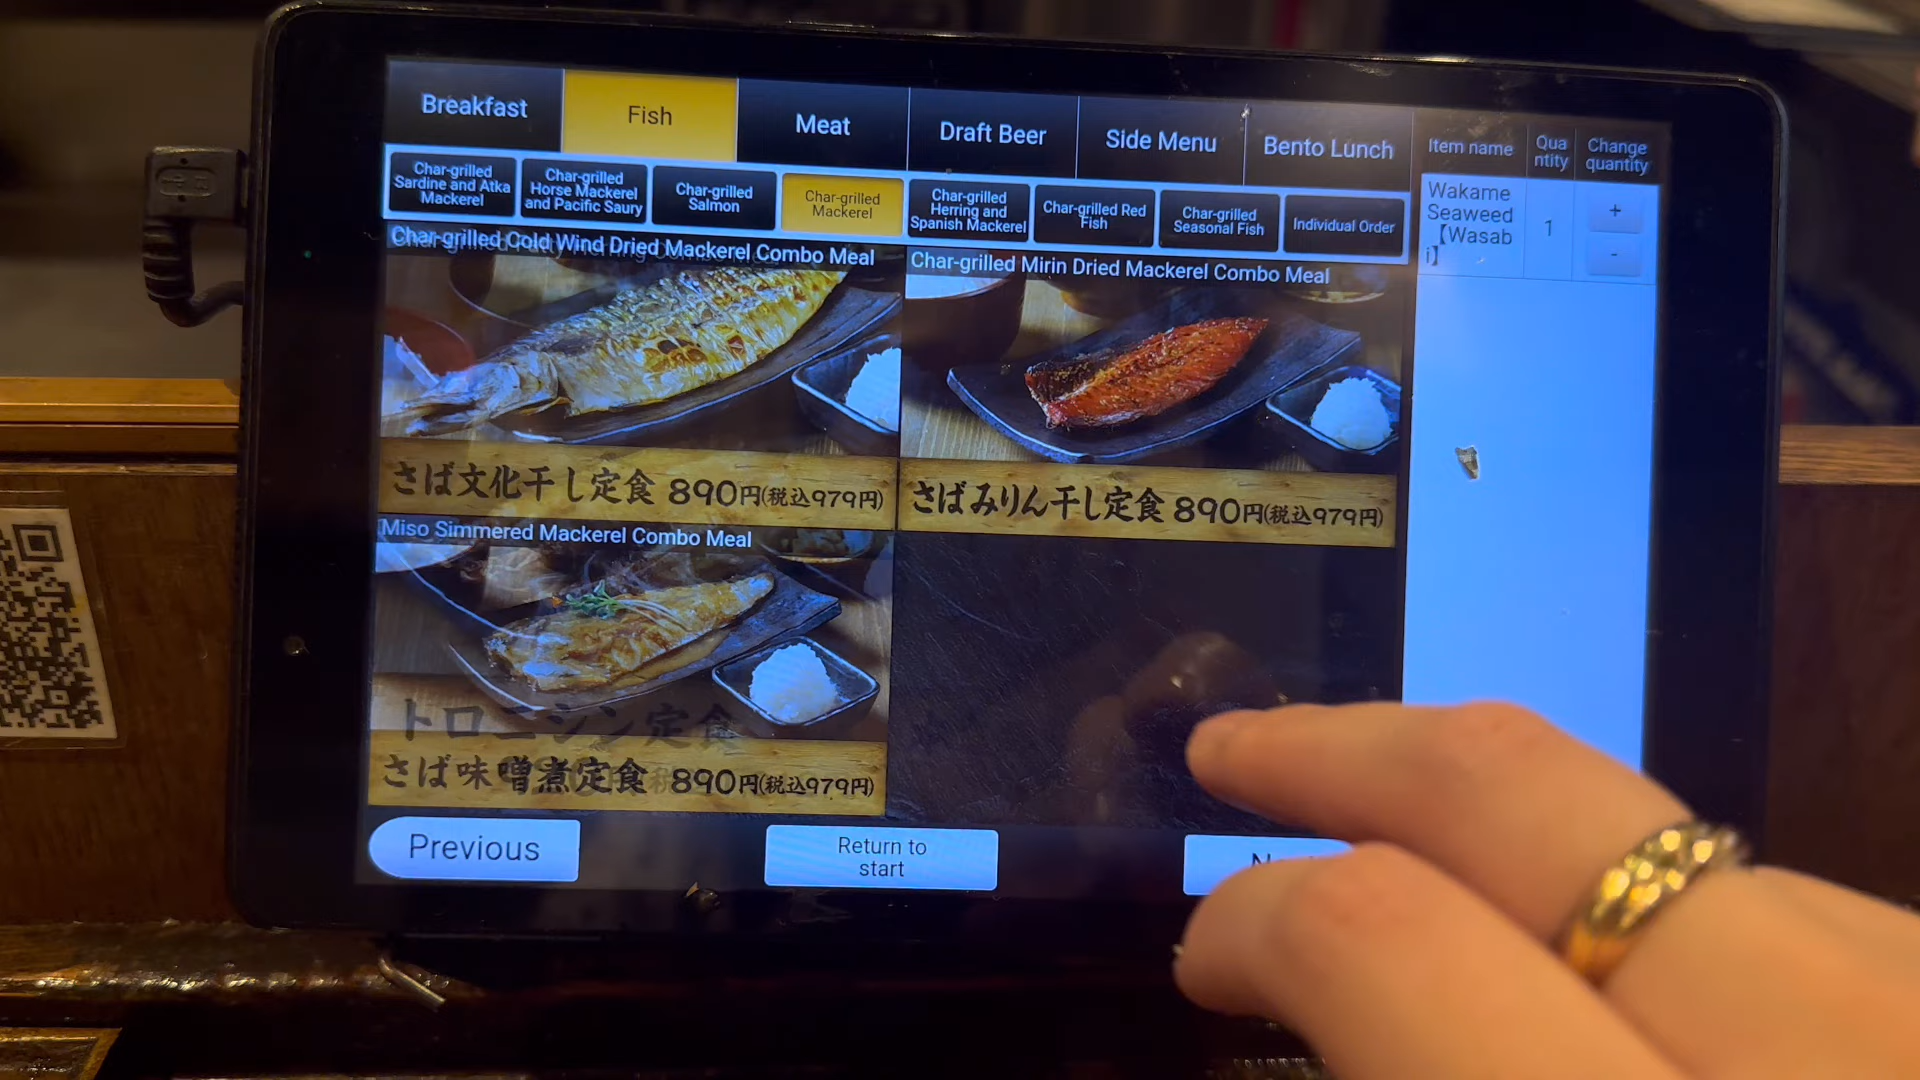 Breakfast
Fish
Meat
Draft Beer
Side Menu
Bento Lunch
Item name
Qua
ntity
Change
quantity
Char-grilled
Sardine and Atka
Mackerel
Char-grilled
Horse Mackerel
and Pacific Saury
Char-grilled
Salmon
Char-grilled
Mackerel
Char-grilled
Herring and
Spanish Mackerel
Char-grilled Red
Fish
Char-grilled
Seasonal Fish
Individual Order
Wakame
Seaweed
【Wasab
i】
1
+
-
Char-grilled Cold Wind Dried Mackerel Combo Meal
Char-grilled Mirin Dried Mackerel Combo Meal
さば文化干し定食 890円(税込979円)
さばみりん干し定食 890円(税込979円)
Miso Simmered Mackerel Combo Meal
トロニシン定食
さば味噌煮定食 890円(税込979円)
Previous
Return to
start